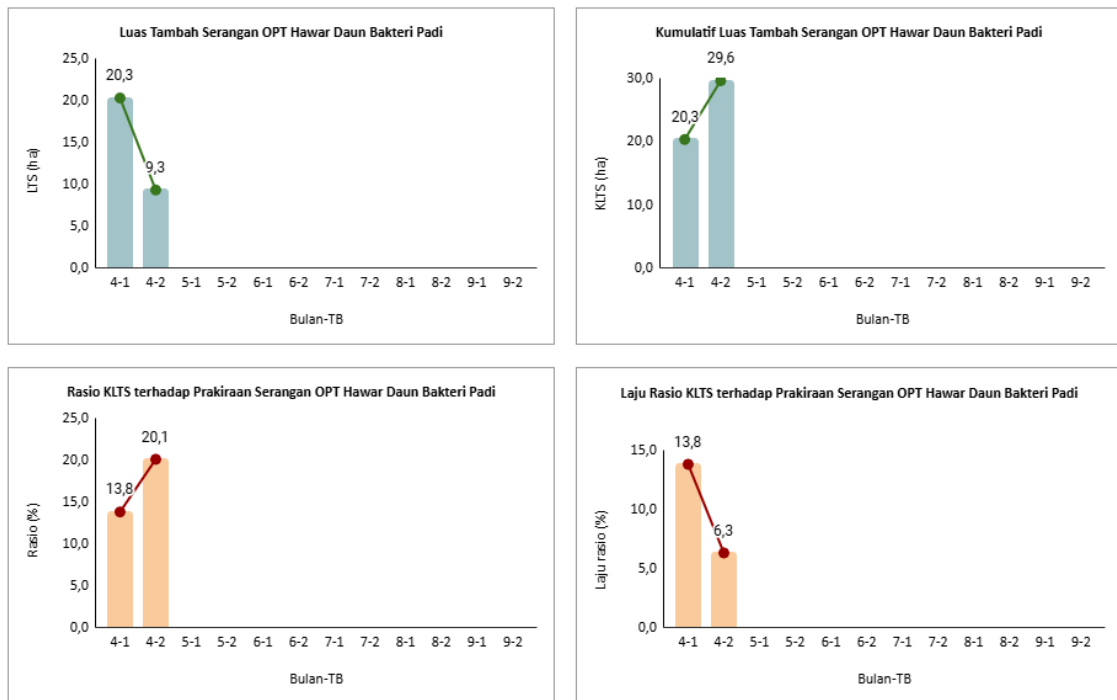 Luas Tambah Serangan OPT Hawar Daun Bakteri Padi
25,0
20,0
15,0
10,0
5,0
0,0
LTS (ha)
20,3
9,3
4-1 4-2 5-1 5-2 6-1 6-2 7-1 7-2 8-1 8-2 9-1 9-2
Bulan-TB
Kumulatif Luas Tambah Serangan OPT Hawar Daun Bakteri Padi
30,0
20,0
10,0
0,0
KLTS (ha)
20,3
29,6
4-1 4-2 5-1 5-2 6-1 6-2 7-1 7-2 8-1 8-2 9-1 9-2
Bulan-TB
Rasio KLTS terhadap Prakiraan Serangan OPT Hawar Daun Bakteri Padi
25,0
20,0
15,0
10,0
5,0
0,0
Rasio (%)
13,8
20,1
4-1 4-2 5-1 5-2 6-1 6-2 7-1 7-2 8-1 8-2 9-1 9-2
Bulan-TB
Laju Rasio KLTS terhadap Prakiraan Serangan OPT Hawar Daun Bakteri Padi
15,0
10,0
5,0
0,0
Laju rasio (%)
13,8
6,3
4-1 4-2 5-1 5-2 6-1 6-2 7-1 7-2 8-1 8-2 9-1 9-2
Bulan-TB